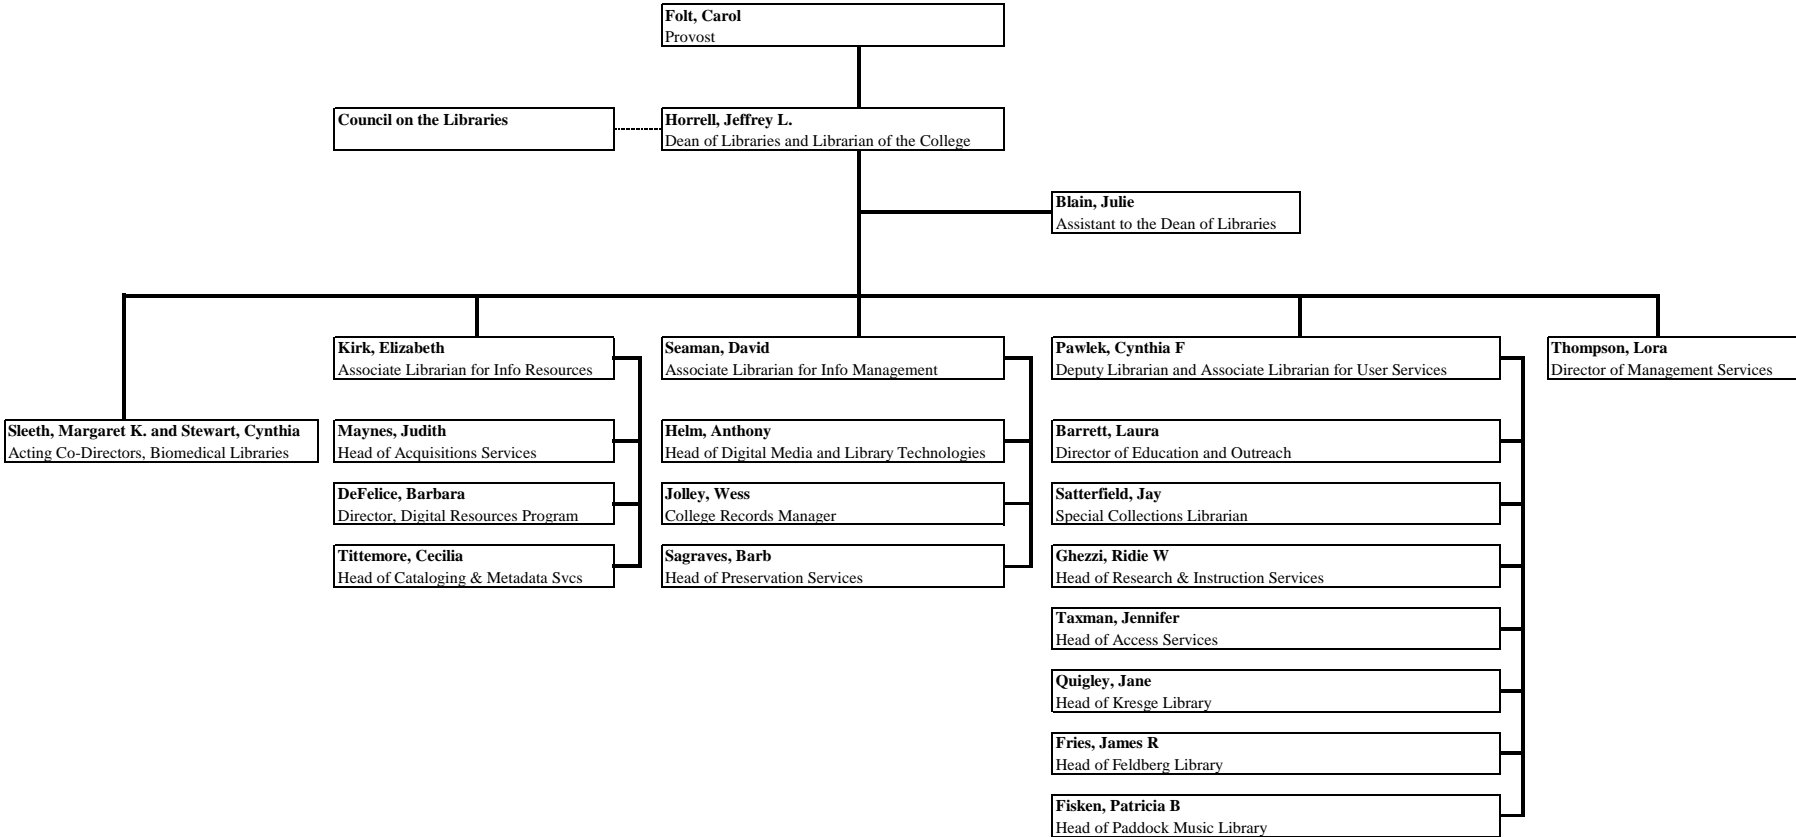 Folt, Carol
Provost
Council on the Libraries
Horrell, Jeffrey L.
Dean of Libraries and Librarian of the College
Blain, Julie
Assistant to the Dean of Libraries
Kirk, Elizabeth
Associate Librarian for Info Resources
Seaman, David
Associate Librarian for Info Management
Pawlek, Cynthia F
Deputy Librarian and Associate Librarian for User Services
Thompson, Lora
Director of Management Services
Sleeth, Margaret K. and Stewart, Cynthia
Acting Co-Directors, Biomedical Libraries
Maynes, Judith
Head of Acquisitions Services
Helm, Anthony
Head of Digital Media and Library Technologies
Barrett, Laura
Director of Education and Outreach
DeFelice, Barbara
Director, Digital Resources Program
Jolley, Wess
College Records Manager
Satterfield, Jay
Special Collections Librarian
Tittemore, Cecilia
Head of Cataloging & Metadata Svcs
Sagraves, Barb
Head of Preservation Services
Ghezzi, Ridie W
Head of Research & Instruction Services
Taxman, Jennifer
Head of Access Services
Quigley, Jane
Head of Kresge Library
Fries, James R
Head of Feldberg Library
Fisken, Patricia B
Head of Paddock Music Library